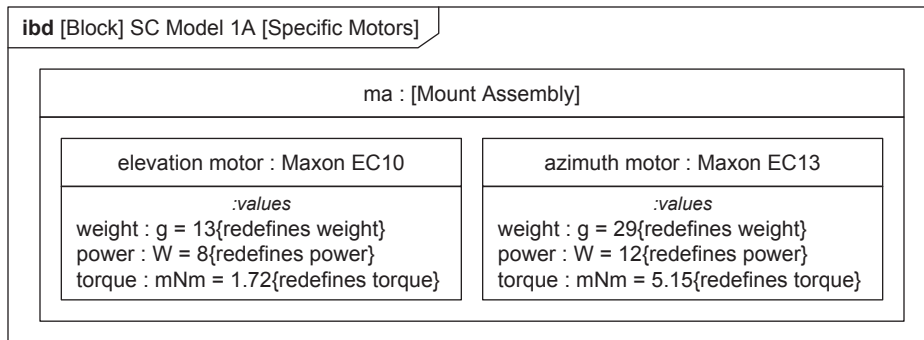 ibd [Block] SC Model 1A [Specific Motors]
ma : [Mount Assembly]
elevation motor : Maxon EC10
:values
weight : g = 13{redefines weight}
power : W = 8{redefines power}
torque : mNm = 1.72{redefines torque}
azimuth motor : Maxon EC13
:values
weight : g = 29{redefines weight}
power : W = 12{redefines power}
torque : mNm = 5.15{redefines torque}